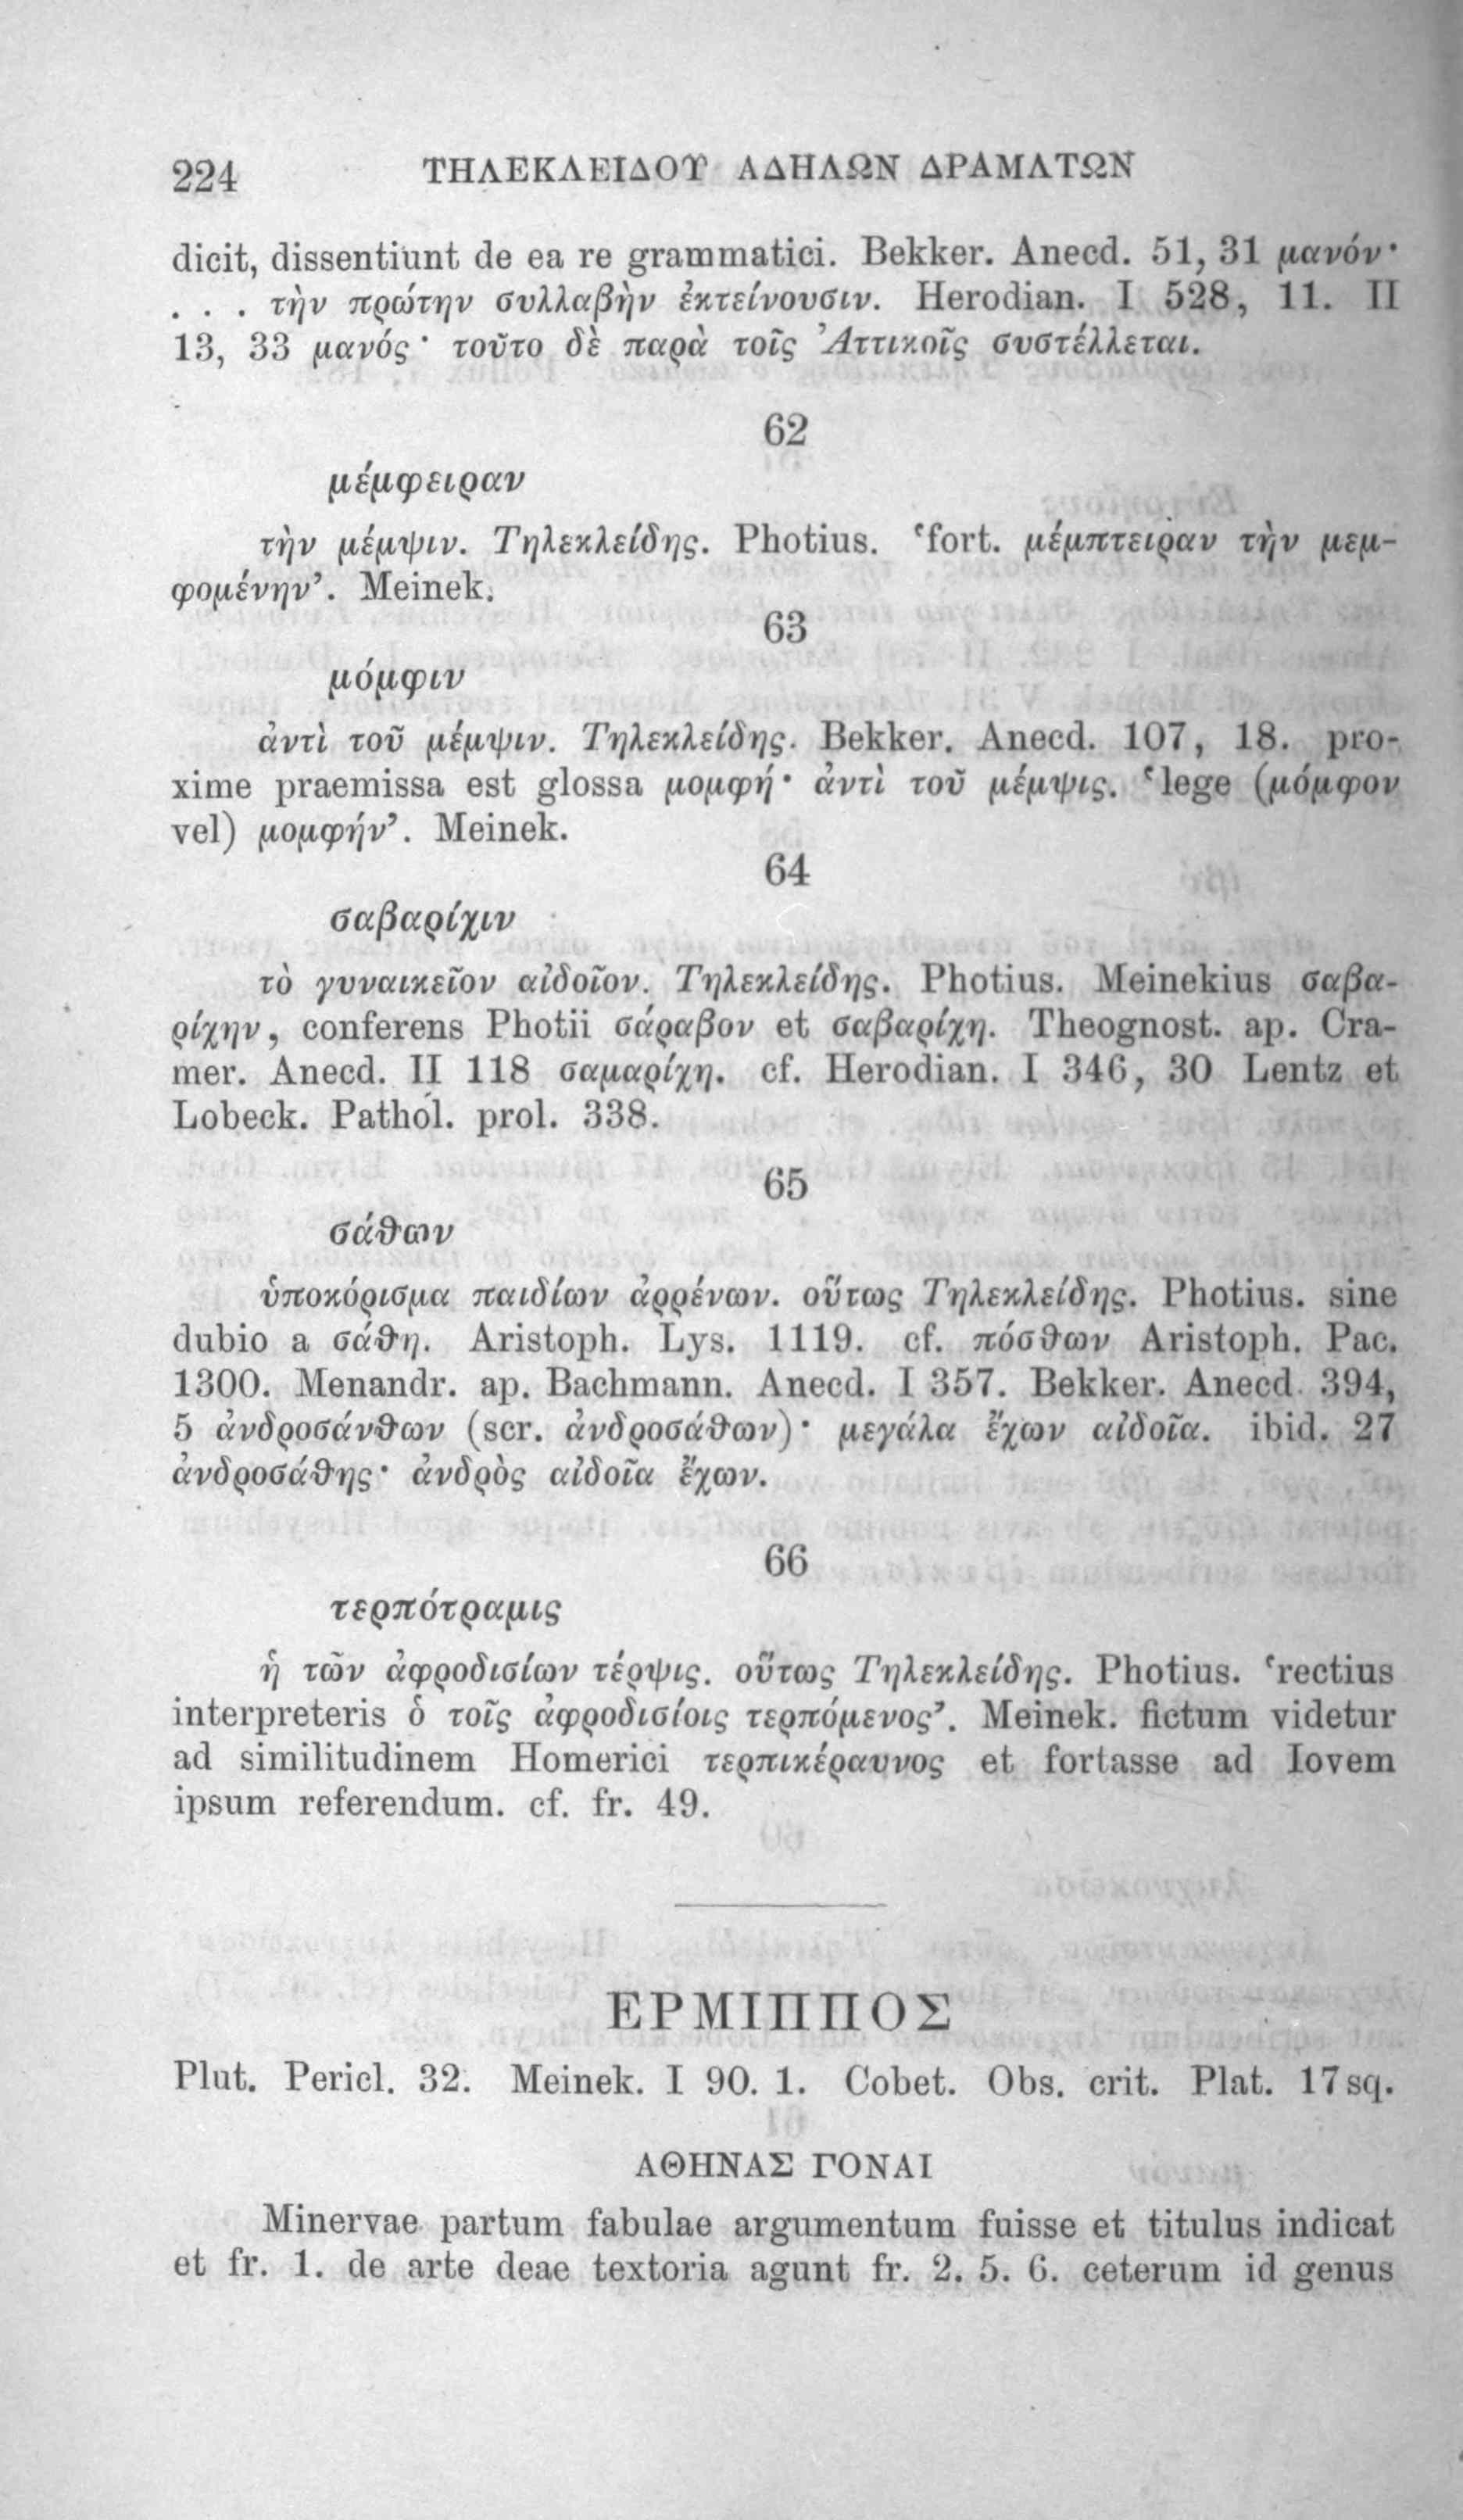 224 ΤΗΛΕΚΛΕΙΔΟΥ ΑΔΗΛΩΝ ΔΡΑΜΑΤΩΝ
dicit, dissentiunt de ea re grammatici. Bekker. Anecd. 51, 31 μανόν·
. . . τὴν πρώτην συλλαβὴν ἐκτείνουσιν. Herodian. I 528, 11. II
13, 33 μανός· τοῦτο δὲ παρὰ τοῖς Ἀττικοῖς συστέλλεται.
62
μέμφειραν
τὴν μέμψιν. Τηλεκλείδης. Photius. ‘fort. μέμπτειραν τὴν μεμ-
φομένην’. Meinek.
63
μόμφιν
ἀντὶ τοῦ μέμψιν. Τηλεκλείδης. Bekker. Anecd. 107, 18. pro-
xime praemissa est glossa μομφή· ἀντὶ τοῦ μέμψις. ‘lege (μόμφον
vel) μομφήν’. Meinek.
64
σαβαρίχιν
τὸ γυναικεῖον αἰδοῖον. Τηλεκλείδης. Photius. Meinekius σαβα-
ρίχην, conferens Photii σάραβον et σαβαρίχη. Theognost. ap. Cra-
mer. Anecd. II 118 σαμαρίχη. cf. Herodian. I 346, 30 Lentz et
Lobeck. Pathol. prol. 338.
65
σάθων
ὑποκόρισμα παιδίων ἀρρένων. οὕτως Τηλεκλείδης. Photius. sine
dubio a σάθη. Aristoph. Lys. 1119. cf. πόσθων Aristoph. Pac.
1300. Menandr. ap. Bachmann. Anecd. I 357. Bekker. Anecd. 394,
5 ἀνδροσάνθων (scr. ἀνδροσάθων)· μεγάλα ἔχων αἰδοῖα. ibid. 27
ἀνδροσάθης· ἀνδρὸς αἰδοῖα ἔχων.
66
τερπότραμις
ἡ τῶν ἀφροδισίων τέρψις. οὕτως Τηλεκλείδης. Photius. ‘rectius
interpreteris ὁ τοῖς ἀφροδισίοις τερπόμενος’. Meinek. fictum videtur
ad similitudinem Homerici τερπικέραυνος et fortasse ad Iovem
ipsum referendum. cf. fr. 49.
ΕΡΜΙΠΠΟΣ
Plut. Pericl. 32. Meinek. I 90. 1. Cobet. Obs. crit. Plat. 17 sq.
ΑΘΗΝΑΣ ΓΟΝΑΙ
Minervae partum fabulae argumentum fuisse et titulus indicat
et fr. 1. de arte deae textoria agunt fr. 2. 5. 6. ceterum id genus